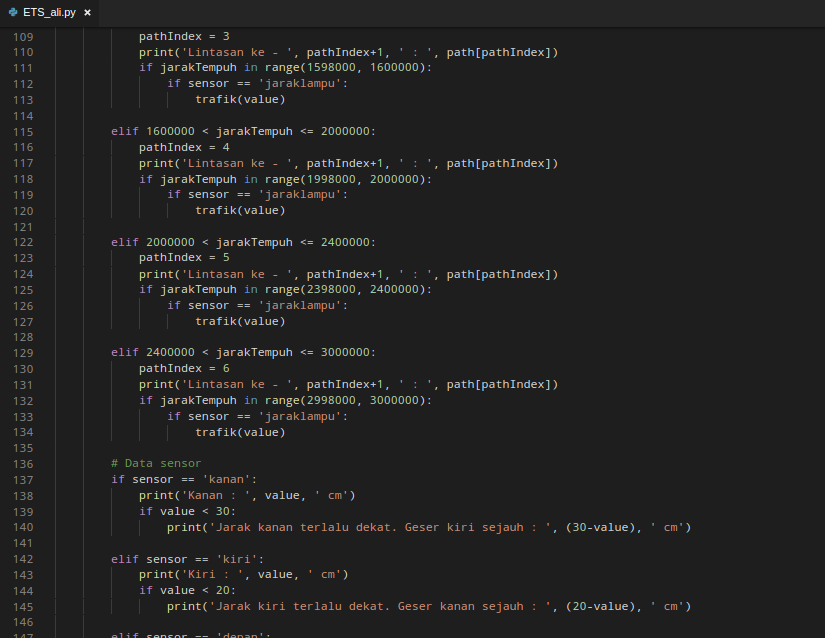 ETS_ali.py ×
109 pathIndex = 3
110 print('Lintasan ke - ', pathIndex+1, ' : ', path[pathIndex])
111 if jarakTempuh in range(1598000, 1600000):
112 if sensor == 'jaraklampu':
113 trafik(value)
114
115 elif 1600000 < jarakTempuh <= 2000000:
116 pathIndex = 4
117 print('Lintasan ke - ', pathIndex+1, ' : ', path[pathIndex])
118 if jarakTempuh in range(1998000, 2000000):
119 if sensor == 'jaraklampu':
120 trafik(value)
121
122 elif 2000000 < jarakTempuh <= 2400000:
123 pathIndex = 5
124 print('Lintasan ke - ', pathIndex+1, ' : ', path[pathIndex])
125 if jarakTempuh in range(2398000, 2400000):
126 if sensor == 'jaraklampu':
127 trafik(value)
128
129 elif 2400000 < jarakTempuh <= 3000000:
130 pathIndex = 6
131 print('Lintasan ke - ', pathIndex+1, ' : ', path[pathIndex])
132 if jarakTempuh in range(2998000, 3000000):
133 if sensor == 'jaraklampu':
134 trafik(value)
135
136 # Data sensor
137 if sensor == 'kanan':
138 print('Kanan : ', value, ' cm')
139 if value < 30:
140 print('Jarak kanan terlalu dekat. Geser kiri sejauh : ', (30-value), ' cm')
141
142 elif sensor == 'kiri':
143 print('Kiri : ', value, ' cm')
144 if value < 20:
145 print('Jarak kiri terlalu dekat. Geser kanan sejauh : ', (20-value), ' cm')
146
147 elif sensor == 'depan':